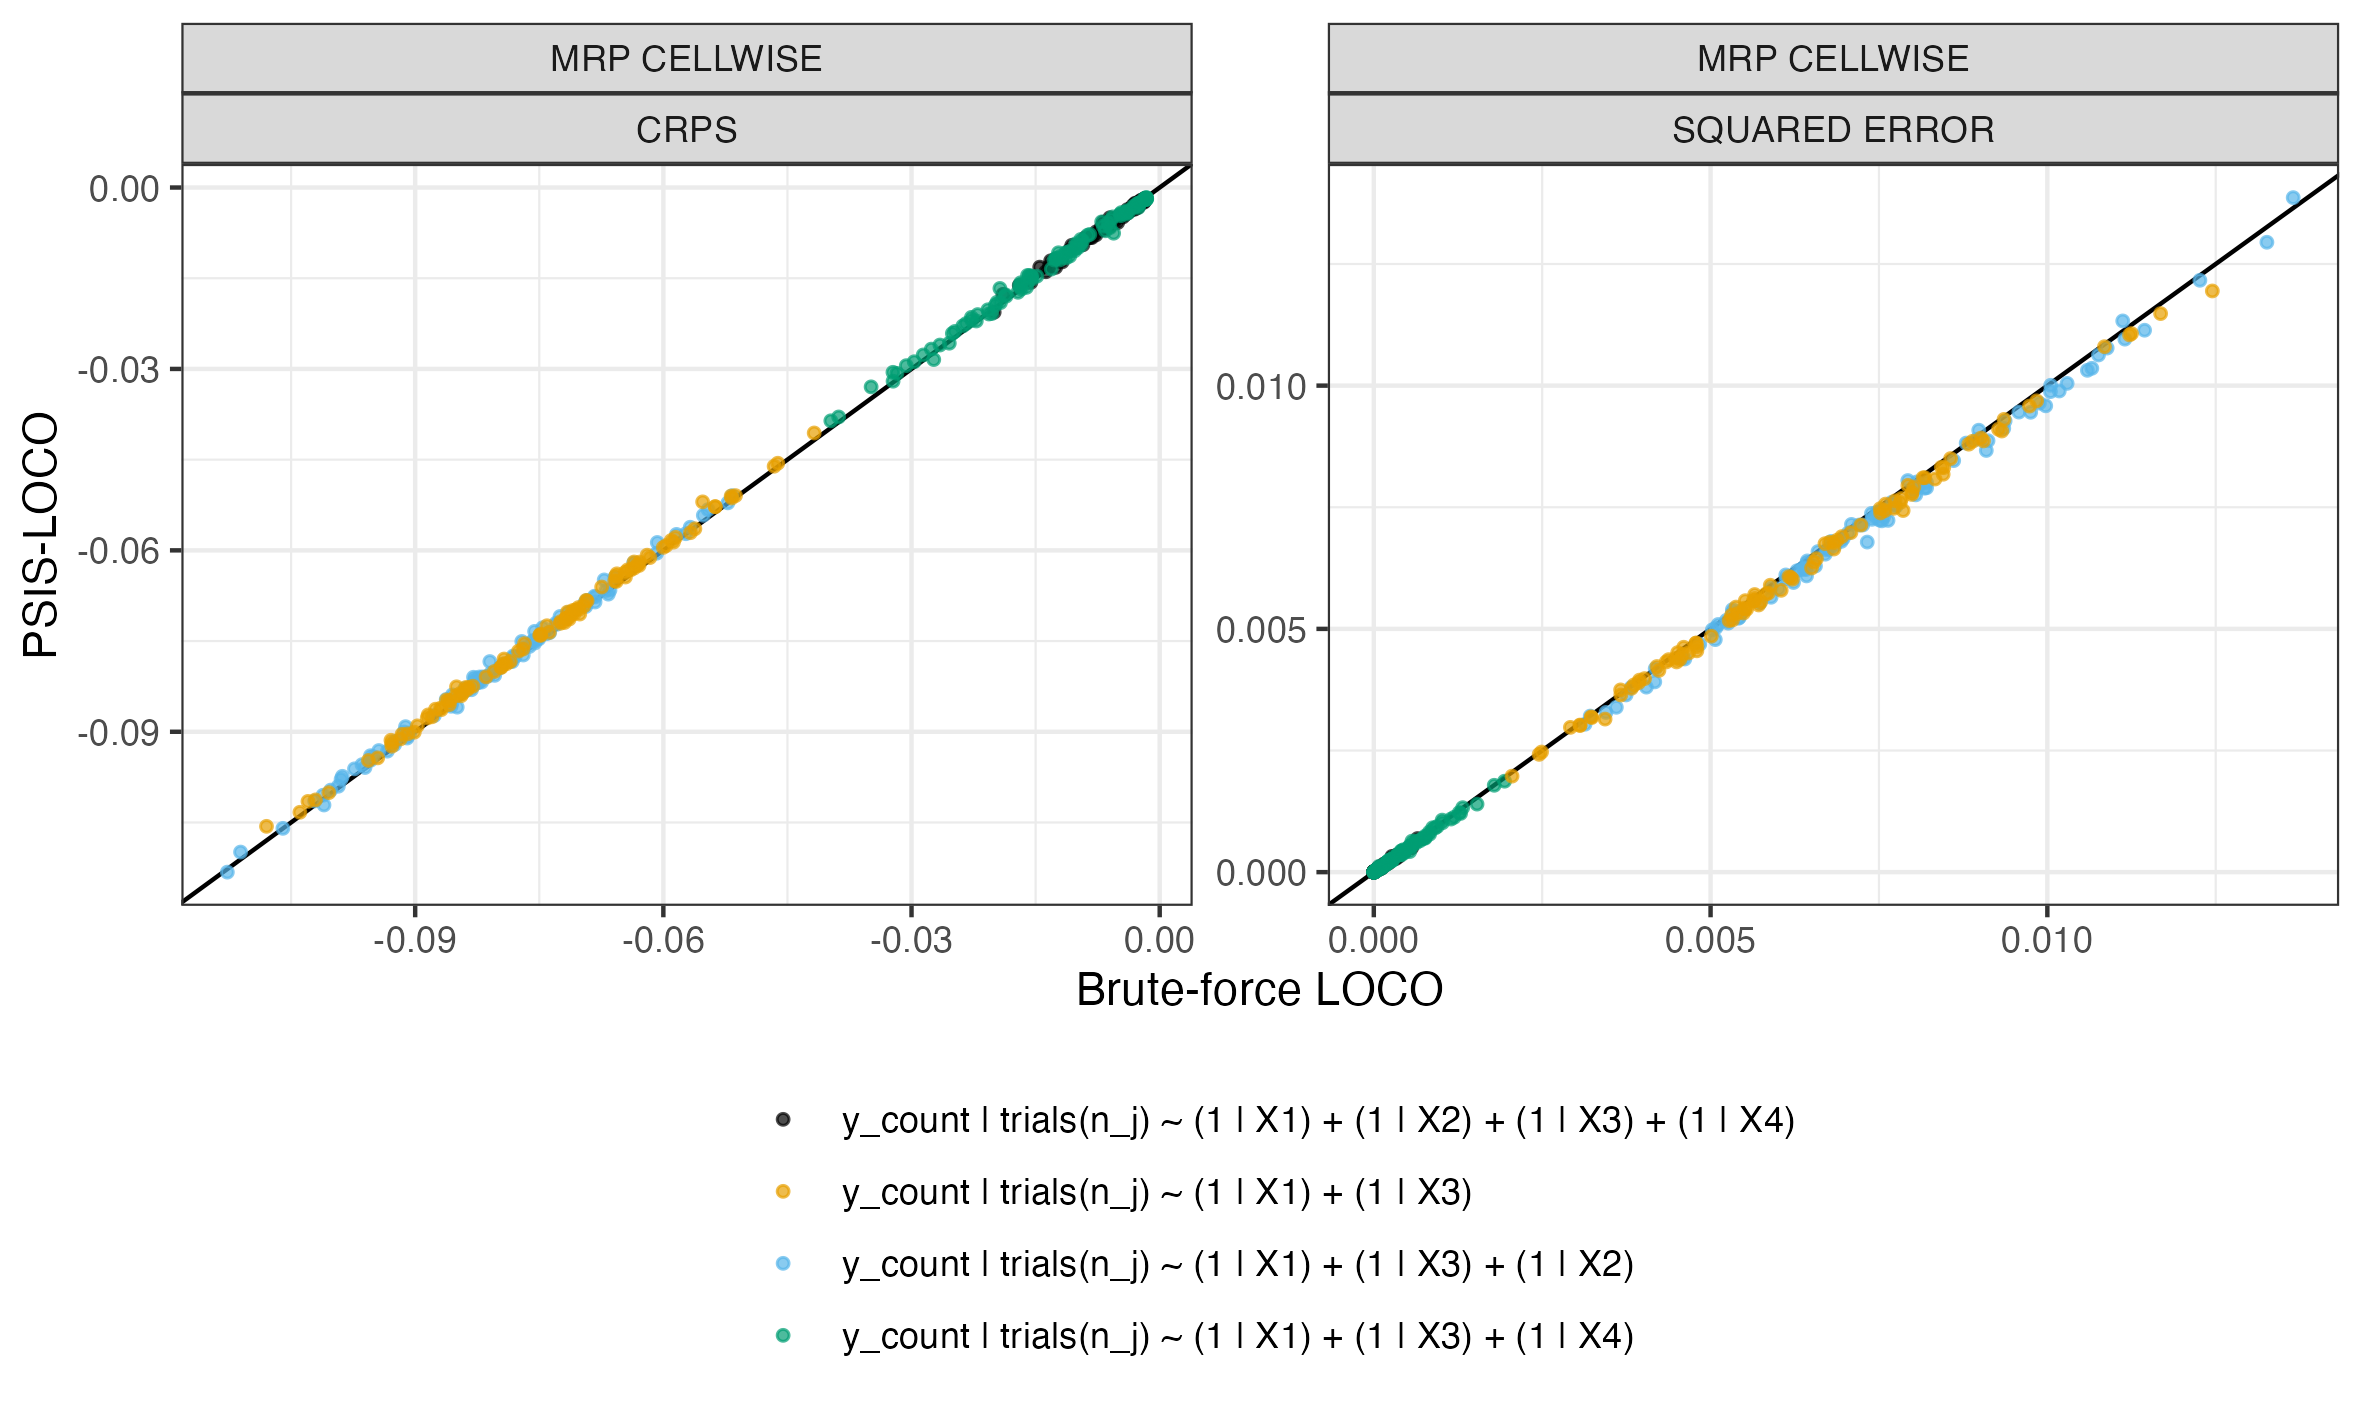 MRP CELLWISE
MRP CELLWISE
CRPS
SQUARED ERROR
PSIS-LOCO
0.00
-0.03
-0.06
-0.09
0.010
0.005
0.000
-0.09
-0.06
-0.03
0.00
0.000
0.005
0.010
Brute-force LOCO
y_count | trials(n_j) ~ (1 | X1) + (1 | X2) + (1 | X3) + (1 | X4)
y_count | trials(n_j) ~ (1 | X1) + (1 | X3)
y_count | trials(n_j) ~ (1 | X1) + (1 | X3) + (1 | X2)
y_count | trials(n_j) ~ (1 | X1) + (1 | X3) + (1 | X4)